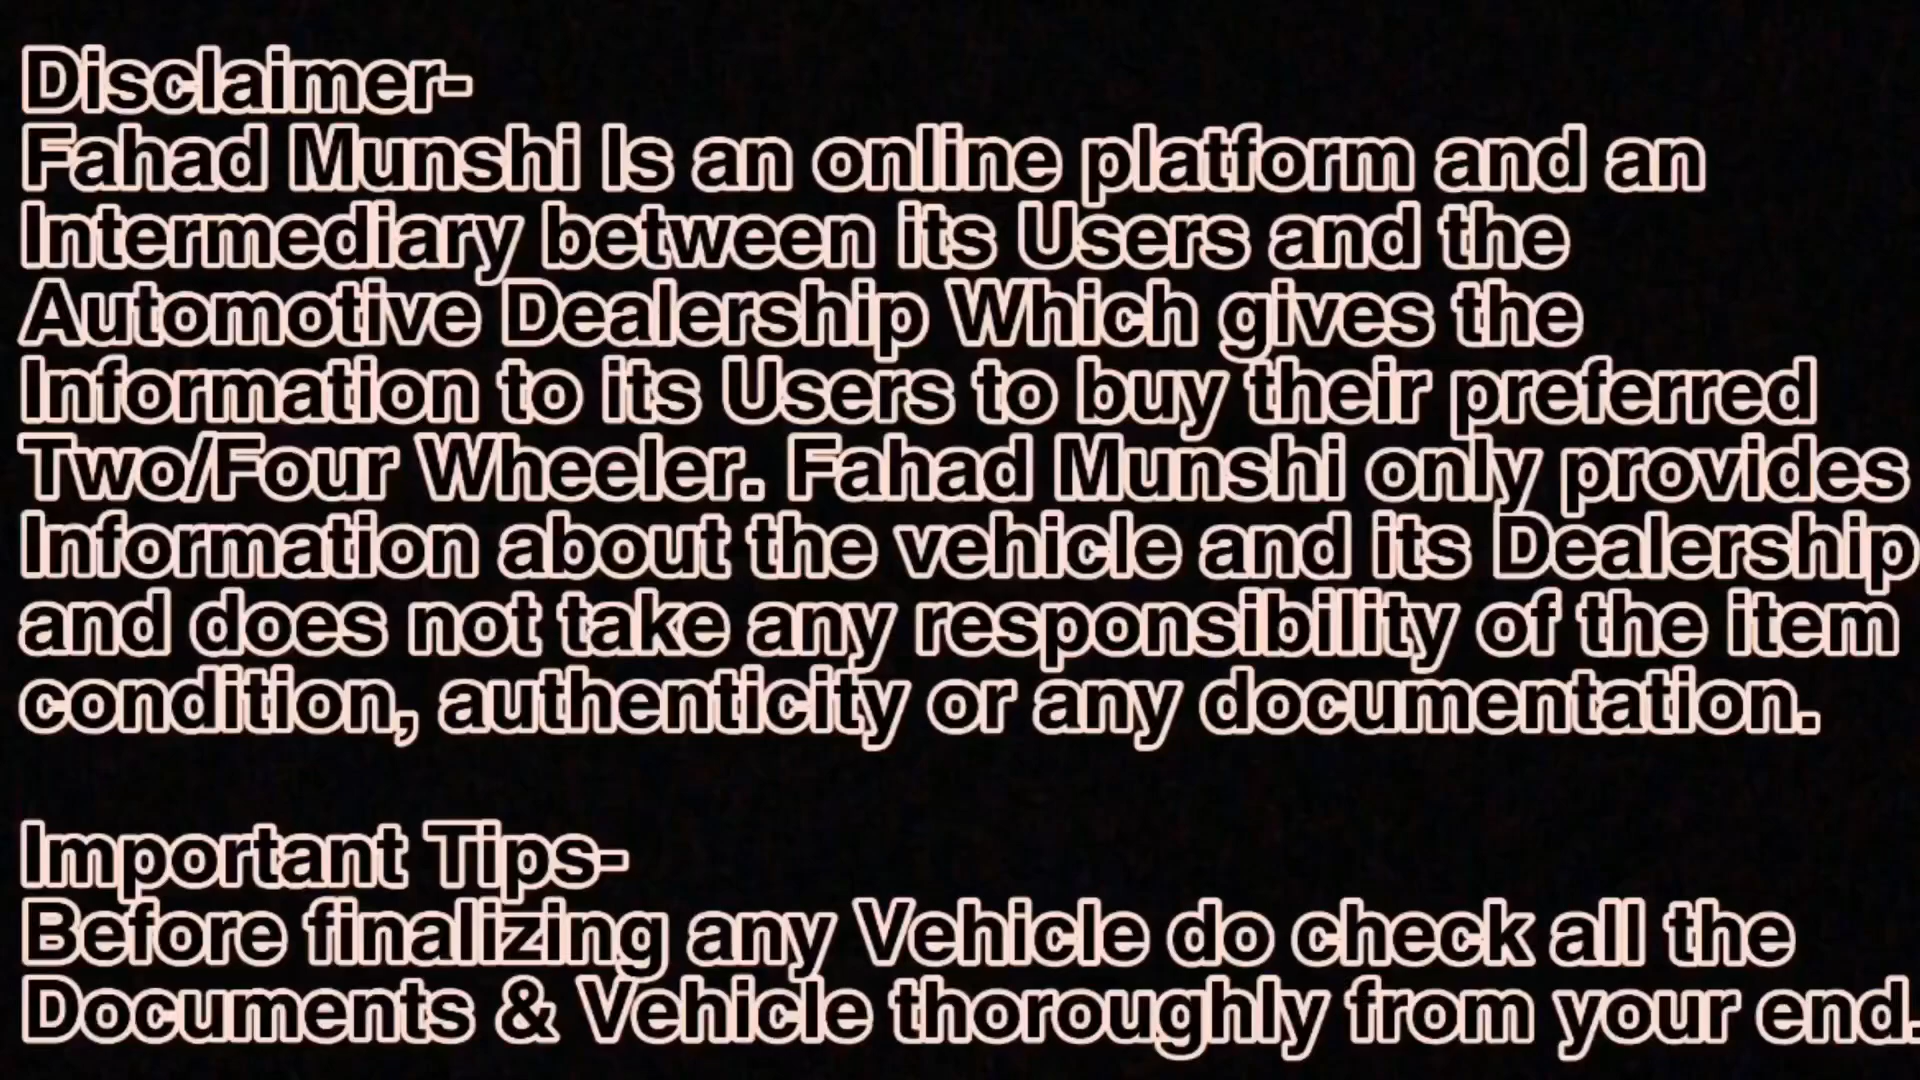 Disclaimer-
Fahad Munshi Is an online platform and an
Intermediary between its Users and the
Automotive Dealership Which gives the
Information to its Users to buy their preferred
Two/Four Wheeler. Fahad Munshi only provides
Information about the vehicle and its Dealership
and does not take any responsibility of the item
condition, authenticity or any documentation.

Important Tips-
Before finalizing any Vehicle do check all the
Documents & Vehicle thoroughly from your end.